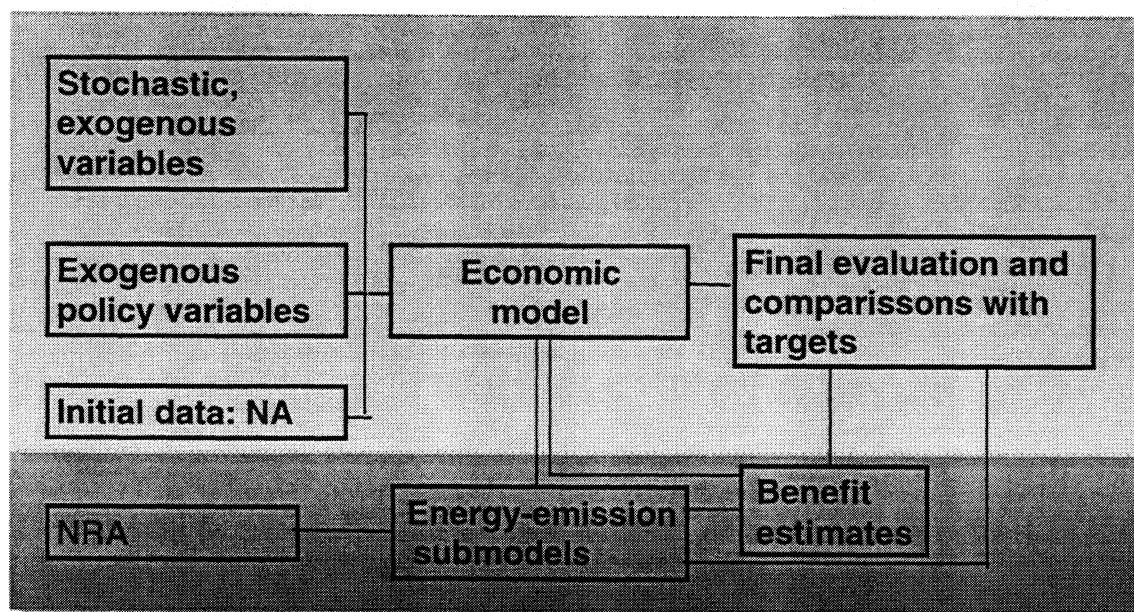 Stochastic,
exogenous
variables
Exogenous
policy variables
Initial data: NA
Economic
model
Final evaluation and
comparissons with
targets
NRA
Energy-emission
submodels
Benefit
estimates